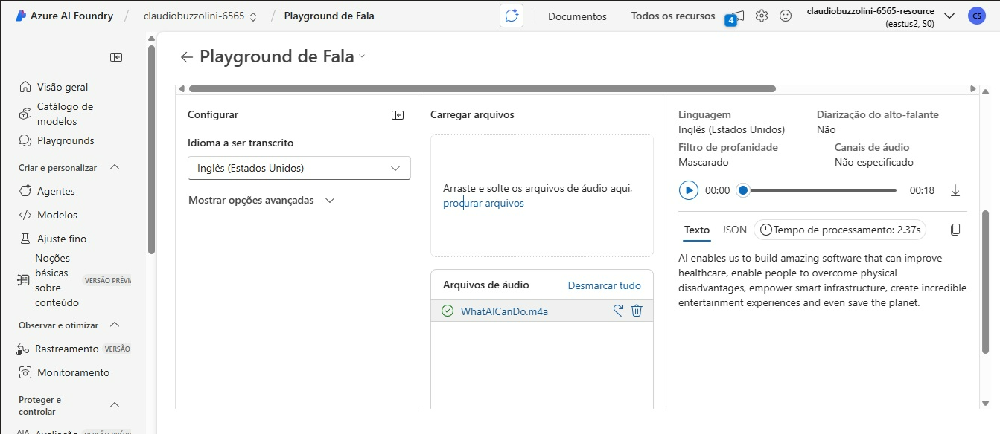 Azure AI Foundry / claudiobuzzolini-6565 / Playground de Fala
Documentos
Todos os recursos
4
claudiobuzzolini-6565-resource
(eastus2, S0)
CS
Visão geral
Catálogo de
modelos
Playgrounds
Criar e personalizar
Agentes
Modelos
Ajuste fino
Noções
básicas
sobre
conteúdo
VERSÃO PRÉVI
Observar e otimizar
Rastreamento VERSÃO
Monitoramento
Proteger e
controlar
Avaliação VERSÃO PRÉVI
Playground de Fala
Configurar
Idioma a ser transcrito
Inglês (Estados Unidos)
Mostrar opções avançadas
Carregar arquivos
Arraste e solte os arquivos de áudio aqui,
procurar arquivos
Arquivos de áudio
Desmarcar tudo
WhatAICanDo.m4a
Linguagem
Inglês (Estados Unidos)
Diarização do alto-falante
Não
Filtro de profanidade
Mascarado
Canais de áudio
Não especificado
00:00
00:18
Texto
JSON
Tempo de processamento: 2.37s
AI enables us to build amazing software that can improve
healthcare, enable people to overcome physical
disadvantages, empower smart infrastructure, create incredible
entertainment experiences and even save the planet.